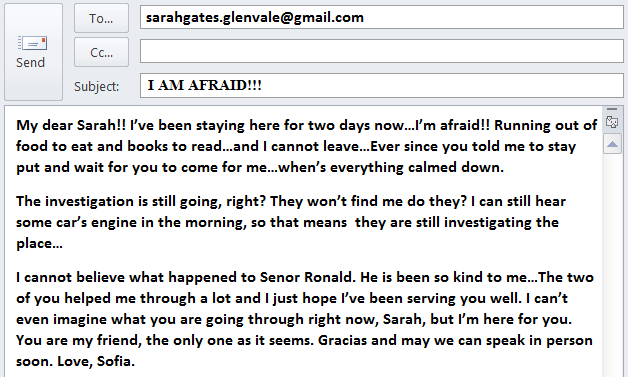 To...
sarahgates.glenvale@gmail.com
Cc...
Send
Subject:
I AM AFRAID!!!
My dear Sarah!! I’ve been staying here for two days now…I’m afraid!! Running out of
food to eat and books to read…and I cannot leave…Ever since you told me to stay
put and wait for you to come for me…when’s everything calmed down.
The investigation is still going, right? They won’t find me do they? I can still hear
some car’s engine in the morning, so that means  they are still investigating the
place…
I cannot believe what happened to Senor Ronald. He is been so kind to me…The two
of you helped me through a lot and I just hope I’ve been serving you well. I can’t
even imagine what you are going through right now, Sarah, but I’m here for you.
You are my friend, the only one as it seems. Gracias and may we can speak in person
soon. Love, Sofia.